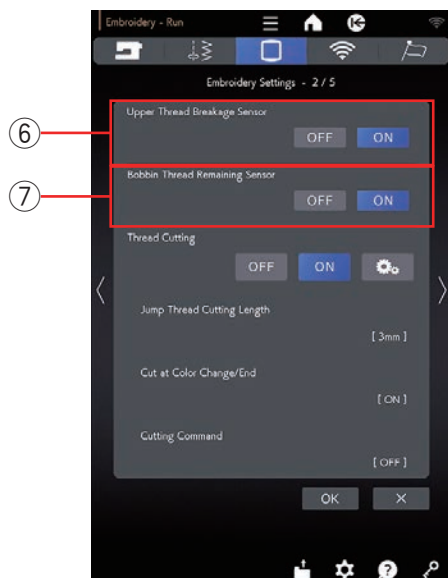 Embroidery - Run
Embroidery Settings - 2 / 5
⑥
Upper Thread Breakage Sensor
OFF ON
⑦
Bobbin Thread Remaining Sensor
OFF ON
Thread Cutting
OFF ON
Jump Thread Cutting Length
[ 3mm ]
Cut at Color Change/End
[ ON ]
Cutting Command
[ OFF ]
OK X
?